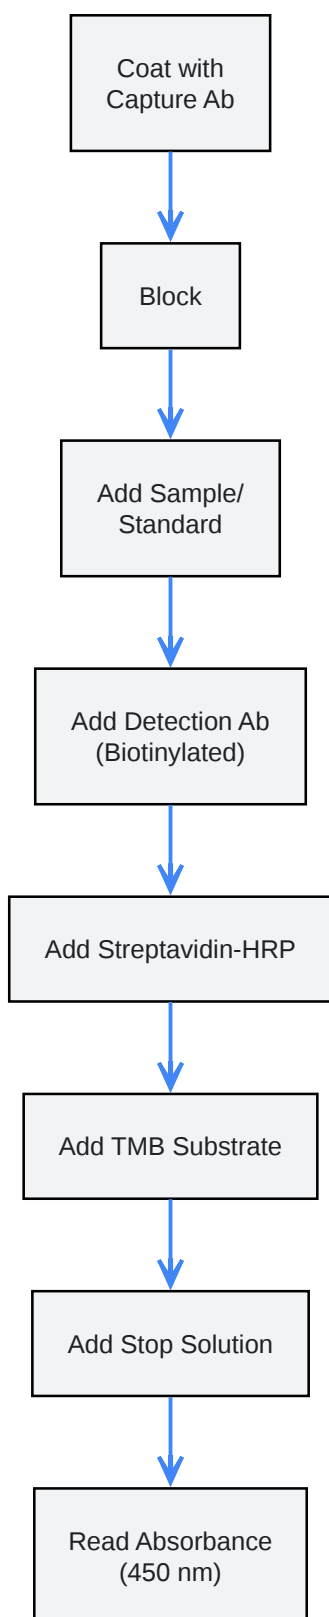 Coat with
Capture Ab
Block
Add Sample/
Standard
Add Detection Ab
(Biotinylated)
Add Streptavidin-HRP
Add TMB Substrate
Add Stop Solution
Read Absorbance
(450 nm)